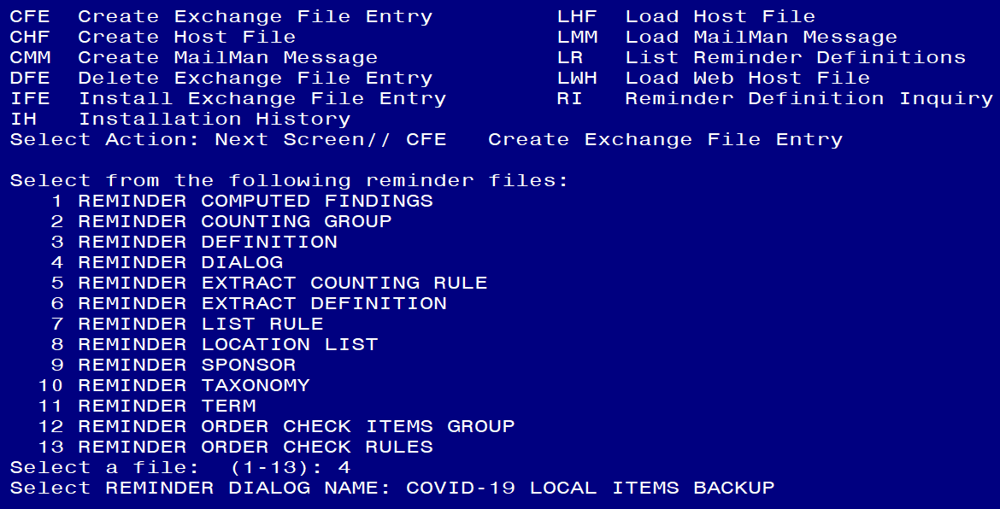 CFE  Create Exchange File Entry         LHF  Load Host File
CHF  Create Host File                   LMM  Load MailMan Message
CMM  Create MailMan Message             LR   List Reminder Definitions
DFE  Delete Exchange File Entry         LWH  Load Web Host File
IFE  Install Exchange File Entry        RI   Reminder Definition Inquiry
IH   Installation History
Select Action: Next Screen// CFE   Create Exchange File Entry

Select from the following reminder files:
   1 REMINDER COMPUTED FINDINGS
   2 REMINDER COUNTING GROUP
   3 REMINDER DEFINITION
   4 REMINDER DIALOG
   5 REMINDER EXTRACT COUNTING RULE
   6 REMINDER EXTRACT DEFINITION
   7 REMINDER LIST RULE
   8 REMINDER LOCATION LIST
   9 REMINDER SPONSOR
  10 REMINDER TAXONOMY
  11 REMINDER TERM
  12 REMINDER ORDER CHECK ITEMS GROUP
  13 REMINDER ORDER CHECK RULES
Select a file:  (1-13): 4
Select REMINDER DIALOG NAME: COVID-19 LOCAL ITEMS BACKUP